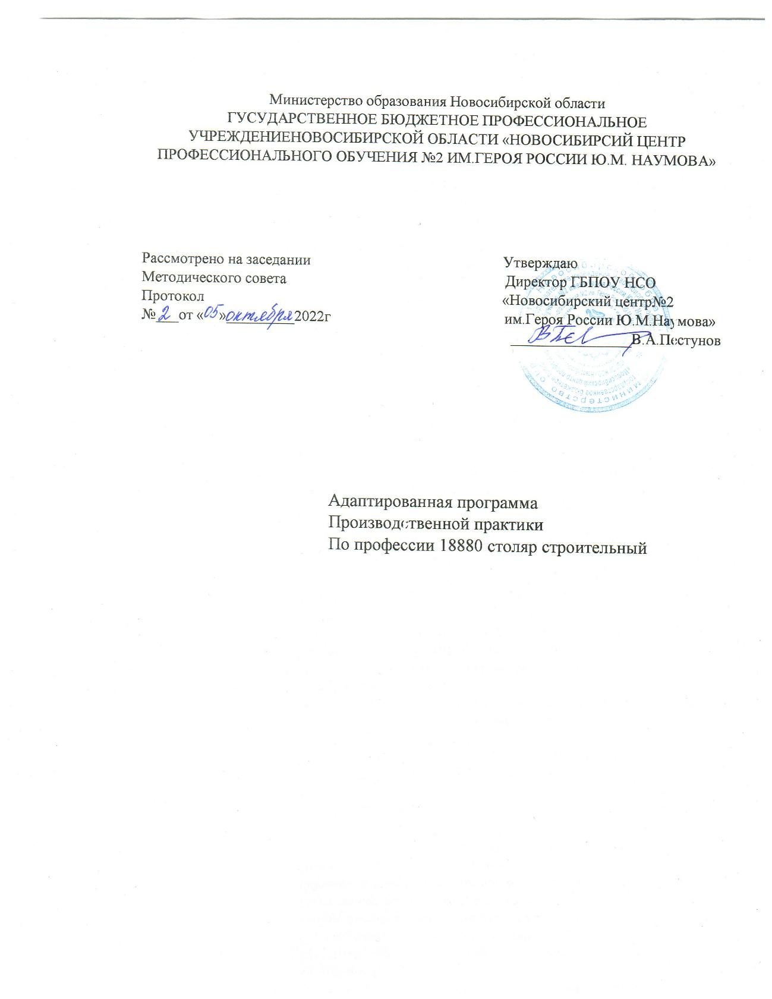 Министерство образования Новосибирской области
ГУСУДАРСТВЕННОЕ БЮДЖЕТНОЕ ПРОФЕССИОНАЛЬНОЕ
УЧРЕЖДЕНИЕНОВОСИБИРСКОЙ ОБЛАСТИ «НОВОСИБИРСИЙ ЦЕНТР
ПРОФЕССИОНАЛЬНОГО ОБУЧЕНИЯ №2 ИМ.ГЕРОЯ РОССИИ Ю.М. НАУМОВА»
Рассмотрено на заседании
Методического совета
Протокол
№ 2 от «05»октября2022г
Утверждаю
Директор ГБПОУ НСО
«Новосибирский центр№2
им.Героя России Ю.М.Наумова»
В.А.Пестунов
Адаптированная программа
Производственной практики
По профессии 18880 столяр строительный